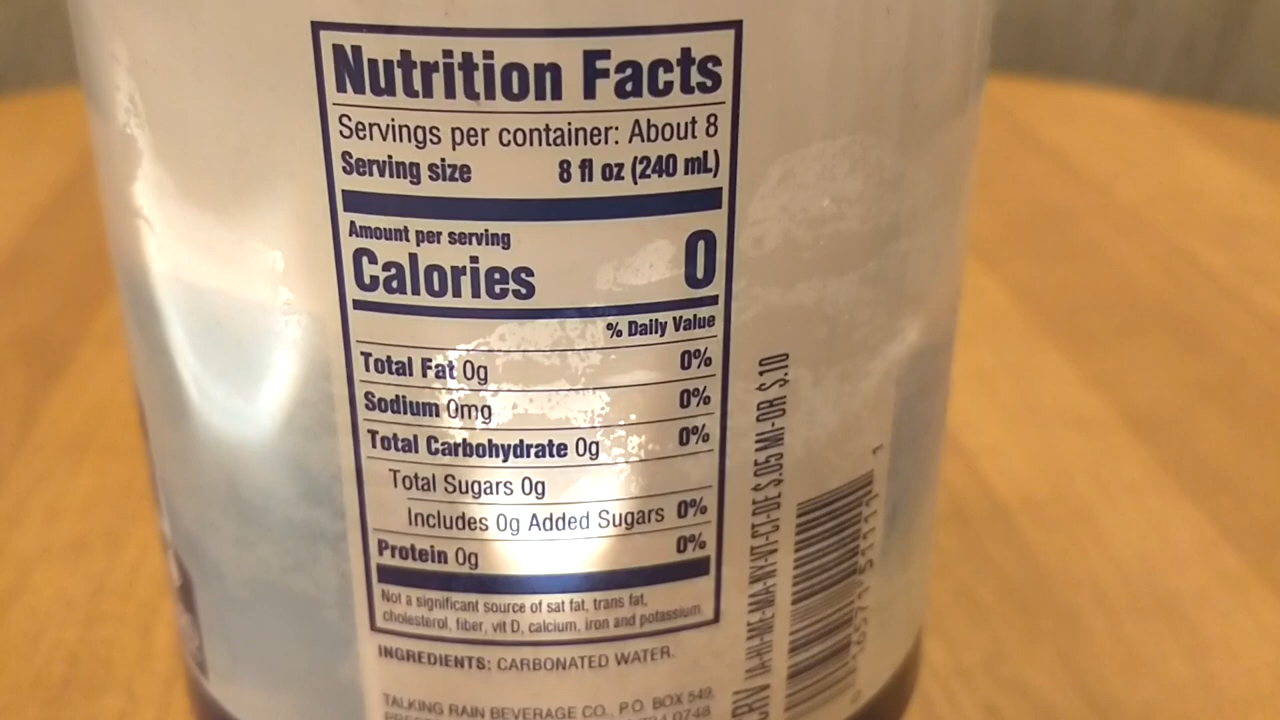 Nutrition Facts
Servings per container: About 8
Serving size 8 fl oz (240 mL)
Amount per serving
Calories 0
% Daily Value
Total Fat 0g 0%
Sodium 0mg 0%
Total Carbohydrate 0g 0%
Total Sugars 0g
Includes 0g Added Sugars 0%
Protein 0g 0%
Not a significant source of sat fat, trans fat,
cholesterol, fiber, vit D, calcium, iron and potassium.
INGREDIENTS: CARBONATED WATER.
TALKING RAIN BEVERAGE CO., P.O. BOX 549,
0748
CRV IA-HI-ME-MA-NY-VT-CT-DE $.05 MI-OR $.10